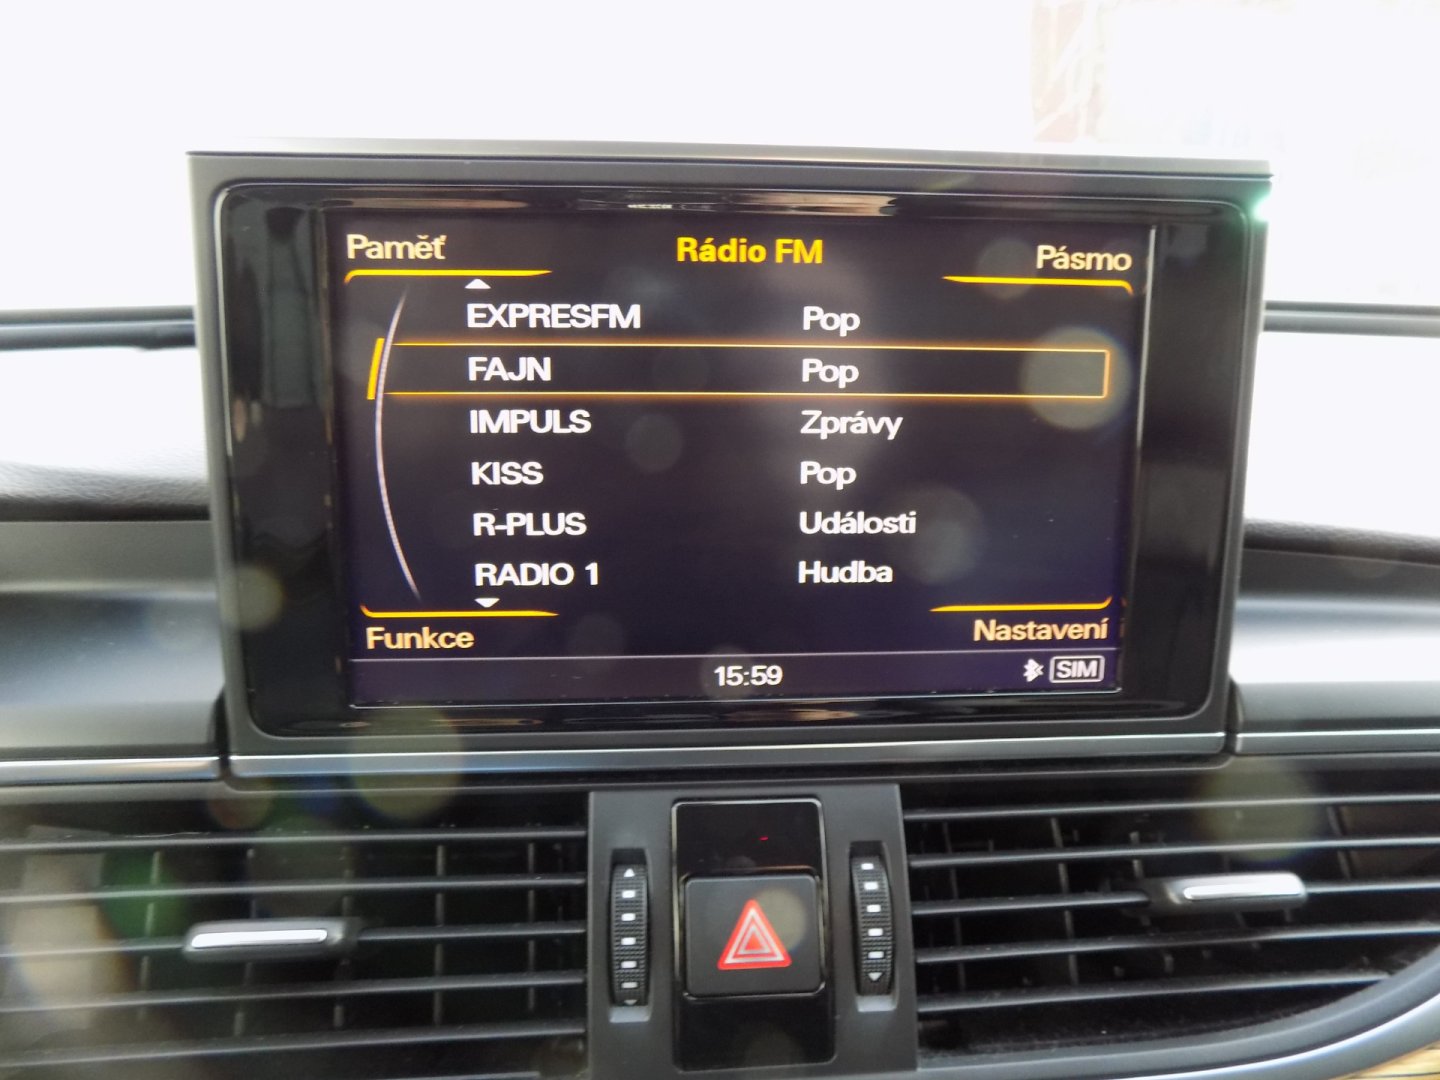 Paměť Rádio FM Pásmo
EXPRESFM Pop
FAJN Pop
IMPULS Zprávy
KISS Pop
R-PLUS Události
RADIO 1 Hudba
Funkce Nastavení
15:59 SIM